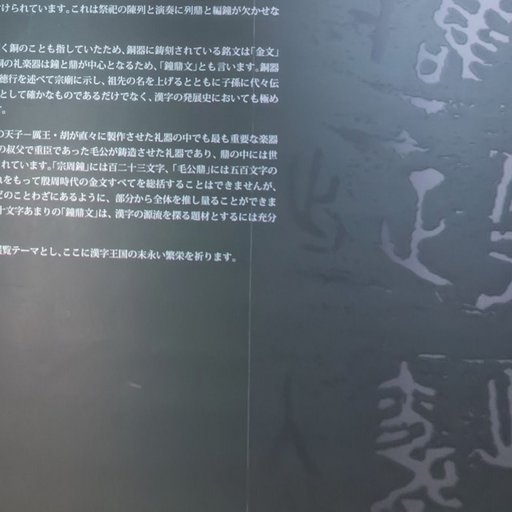 けられています。これは祭祀の陳列と演奏に列鼎と編鐘が欠かせな
く銅のことも指していたため、銅器に鋳刻されている銘文は「金文」
銅の礼楽器は鐘と鼎が中心となるため、「鐘鼎文」とも言います。銅器
徳行を述べて宗廟に示し、祖先の名を上げるとともに子孫に代々伝
として確かなものであるだけでなく、漢字の発展史においても極め
す。
の天子－厲王・胡が直々に製作させた礼器の中でも最も重要な楽器
の叔父で重臣であった毛公が鋳造させた礼器であり、鼎の中には世
れています。「宗周鐘」には百二十三文字、「毛公鼎」には五百文字の
れをもって殷周時代の金文すべてを総括することはできませんが、
どのことわざにあるように、部分から全体を推し量ることができま
十文字あまりの「鐘鼎文」は、漢字の源流を探る題材とするには充分
展覧テーマとし、ここに漢字王国の末永い繁栄を祈ります。